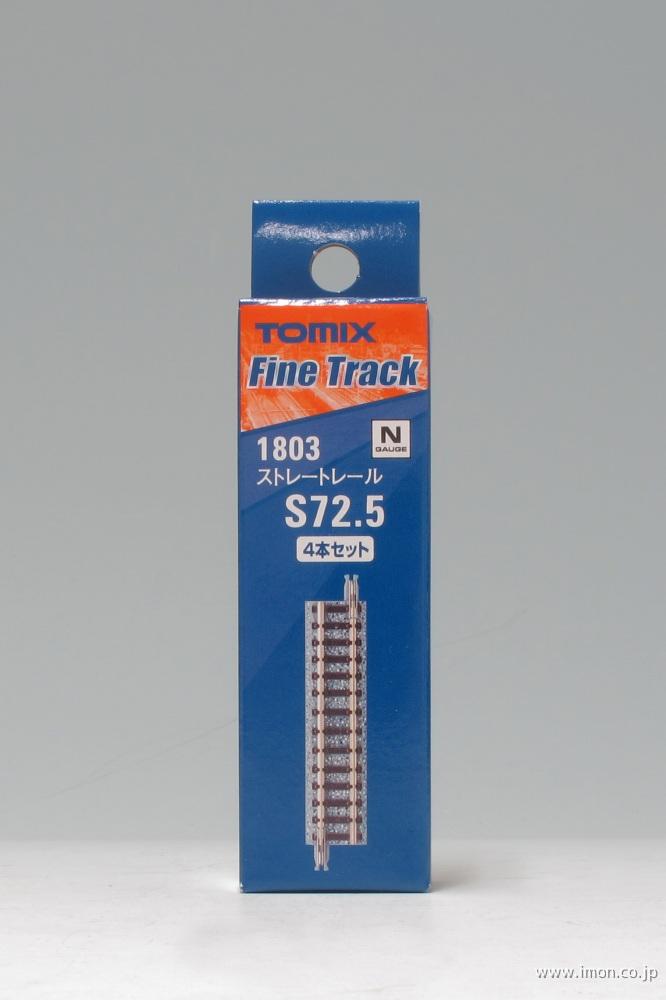 TOMIX
Fine Track
1803
N
GAUGE
ストレートレール
S72.5
4本セット
www.imon.co.jp